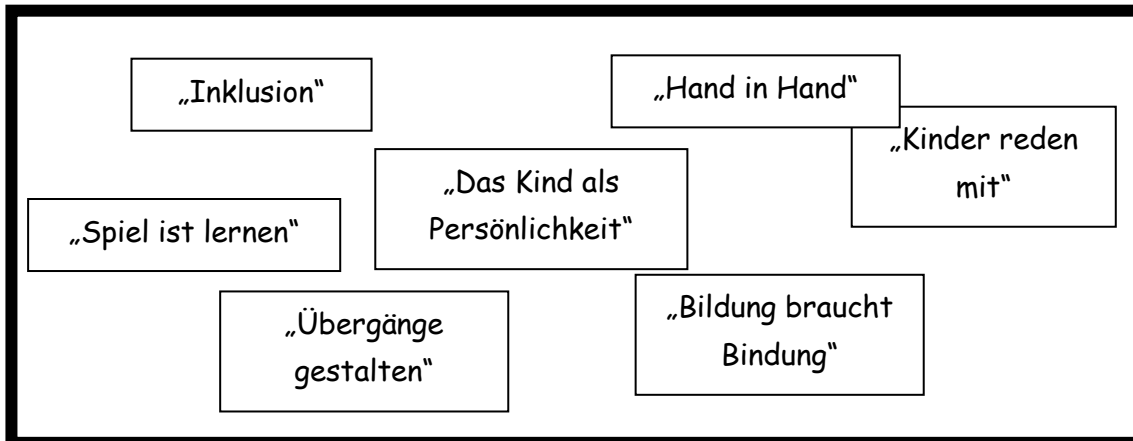 „Inklusion“
„Hand in Hand“
„Kinder reden
mit“
„Das Kind als
Persönlichkeit“
„Spiel ist lernen“
„Bildung braucht
Bindung“
„Übergänge
gestalten“